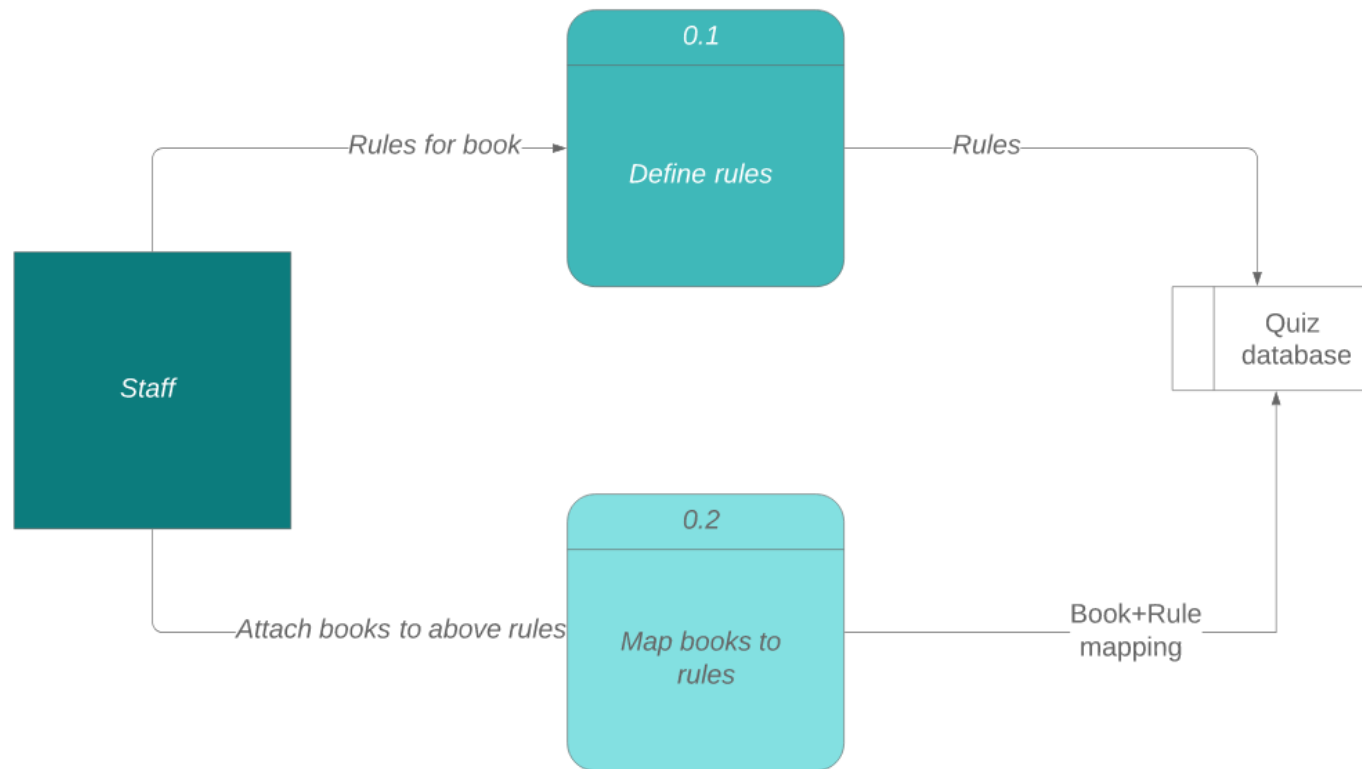 0.1
Rules for book
Define rules
Rules
Staff
Quiz
database
0.2
Attach books to above rules
Map books to
rules
Book+Rule
mapping